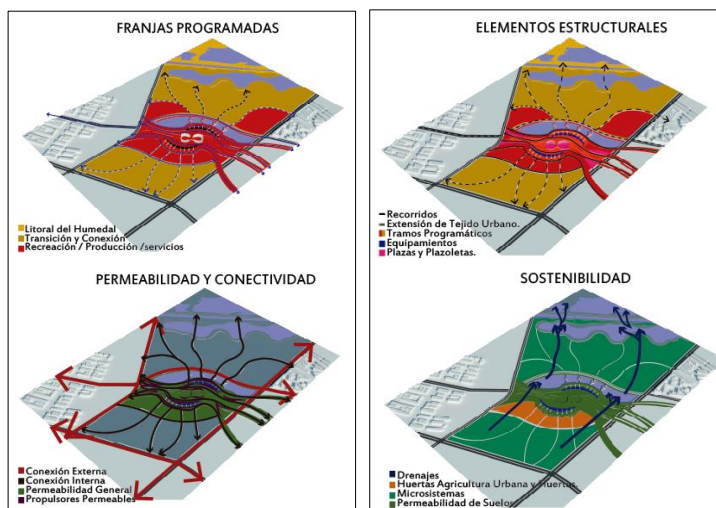 FRANJAS PROGRAMADAS
Litoral del Humedal
Transición y Conexión
Recreación / Producción /servicios
PERMEABILIDAD Y CONECTIVIDAD
Conexión Externa
Conexión Interna
Permeabilidad General
Propulsores Permeables
ELEMENTOS ESTRUCTURALES
Recorridos
Extensión de Tejido Urbano.
Tramos Programáticos
Equipamientos
Plazas y Plazoletas.
SOSTENIBILIDAD
Drenajes
Huertas Agricultura Urbana y Huertas.
Microsistemas
Permeabilidad de Suelos